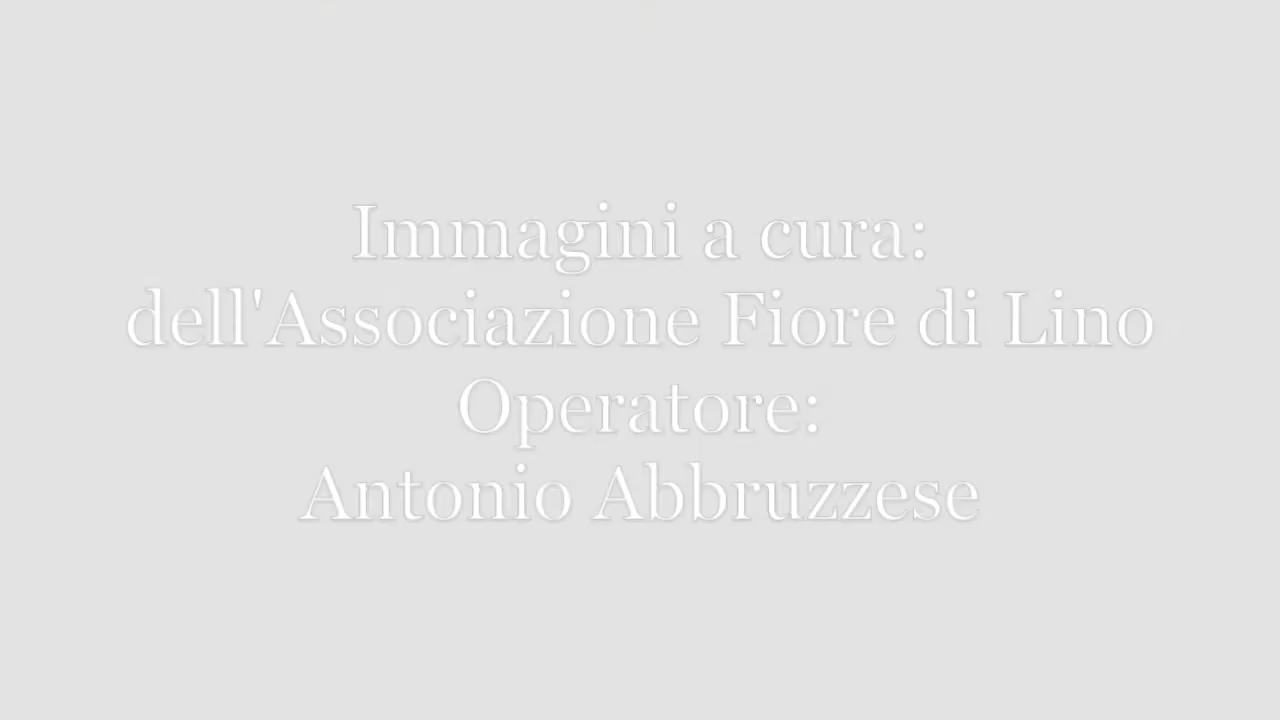 Immagini a cura:
dell'Associazione Fiore di Lino
Operatore:
Antonio Abbruzzese